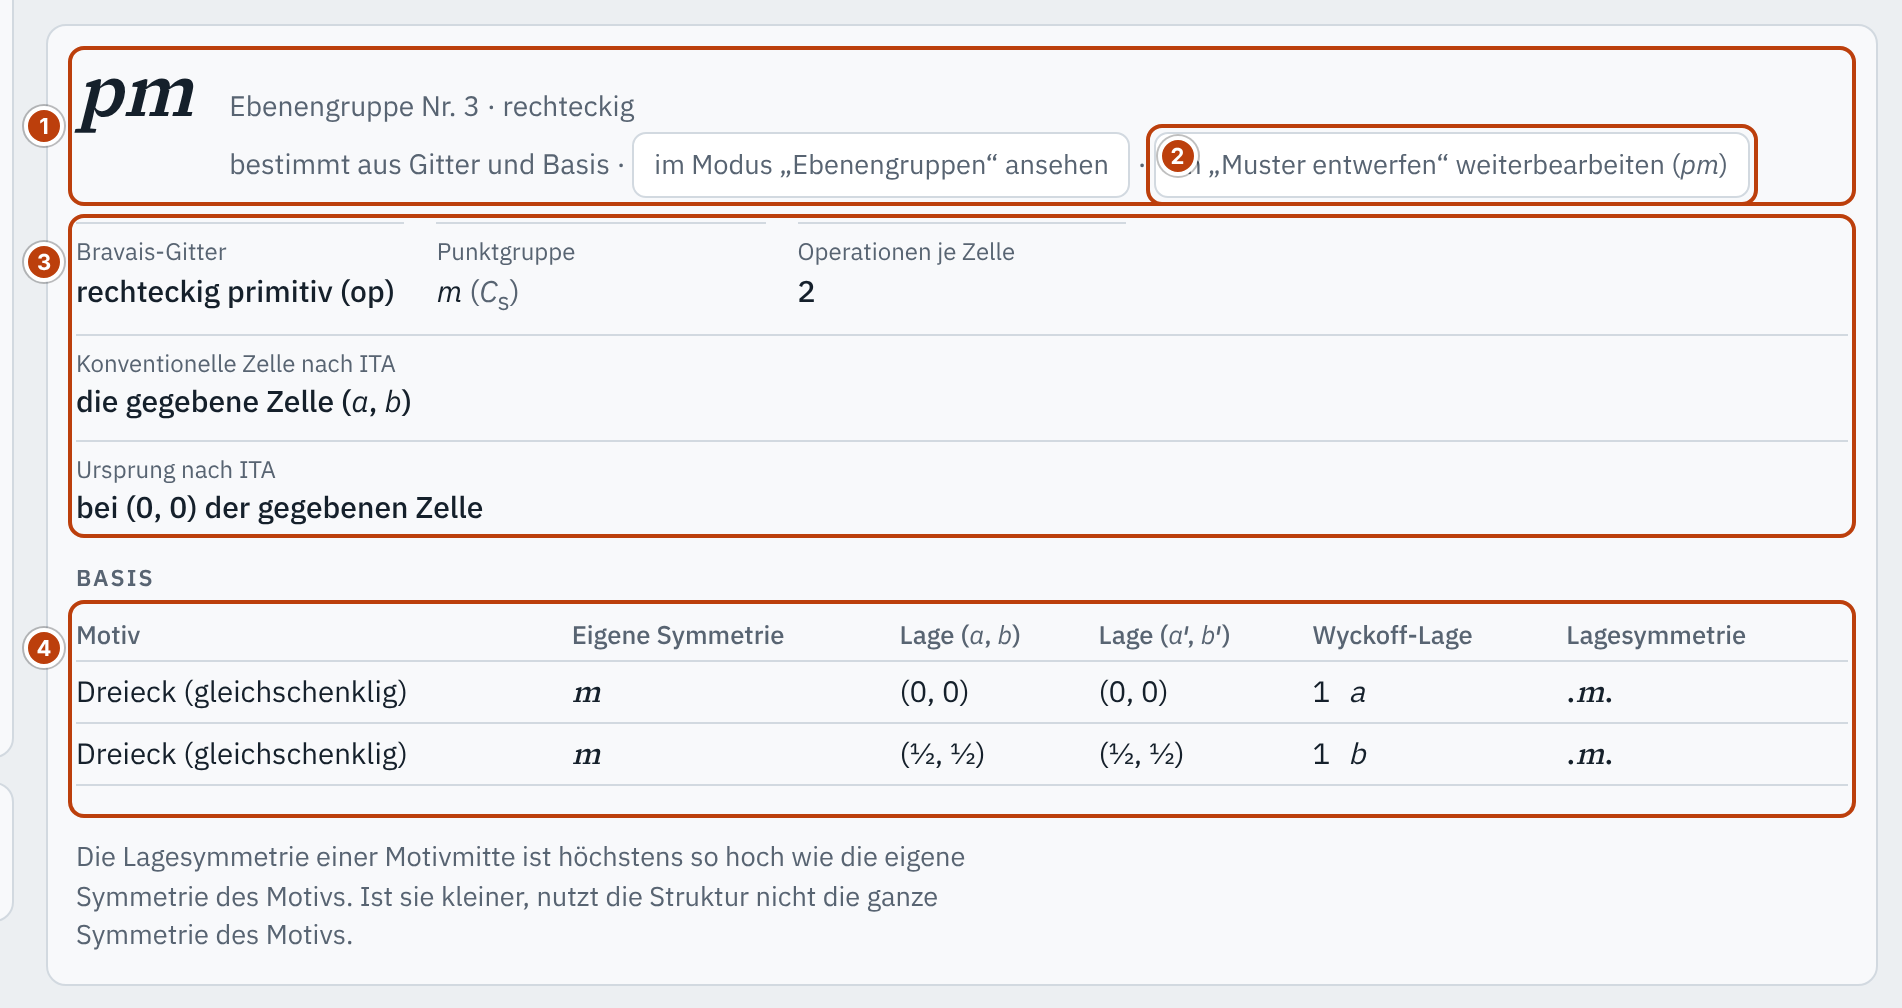 pm Ebenengruppe Nr. 3 · rechteckig
1
bestimmt aus Gitter und Basis · im Modus „Ebenengruppen“ ansehen · 2 „Muster entwerfen“ weiterbearbeiten (pm)
3
Bravais-Gitter Punktgruppe Operationen je Zelle
rechteckig primitiv (op) m (Cs) 2
Konventionelle Zelle nach ITA
die gegebene Zelle (a, b)
Ursprung nach ITA
bei (0, 0) der gegebenen Zelle
BASIS
4
Motiv Eigene Symmetrie Lage (a, b) Lage (a', b') Wyckoff-Lage Lagesymmetrie
Dreieck (gleichschenklig) m (0, 0) (0, 0) 1 a .m.
Dreieck (gleichschenklig) m (½, ½) (½, ½) 1 b .m.
Die Lagesymmetrie einer Motivmitte ist höchstens so hoch wie die eigene
Symmetrie des Motivs. Ist sie kleiner, nutzt die Struktur nicht die ganze
Symmetrie des Motivs.